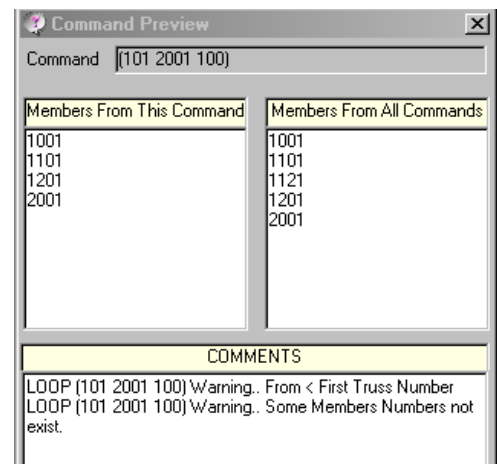 Command Preview
Command (101 2001 100)
Members From This Command
1001
1101
1201
2001
Members From All Commands
1001
1101
1121
1201
2001
COMMENTS
LOOP (101 2001 100) Warning.. From < First Truss Number
LOOP (101 2001 100) Warning.. Some Members Numbers not
exist.